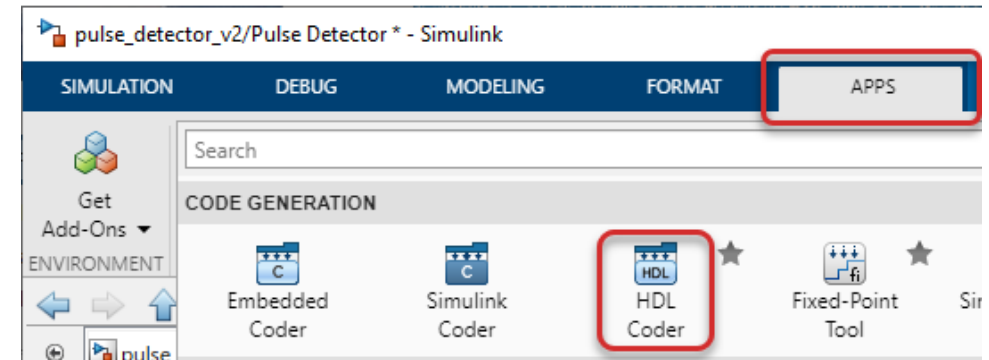 pulse_detector_v2/Pulse Detector * - Simulink
SIMULATION DEBUG MODELING FORMAT APPS
Search
Get
Add-Ons
ENVIRONMENT
CODE GENERATION
C
C
HDL
fi
Embedded
Coder
Simulink
Coder
HDL
Coder
Fixed-Point
Tool
pulse